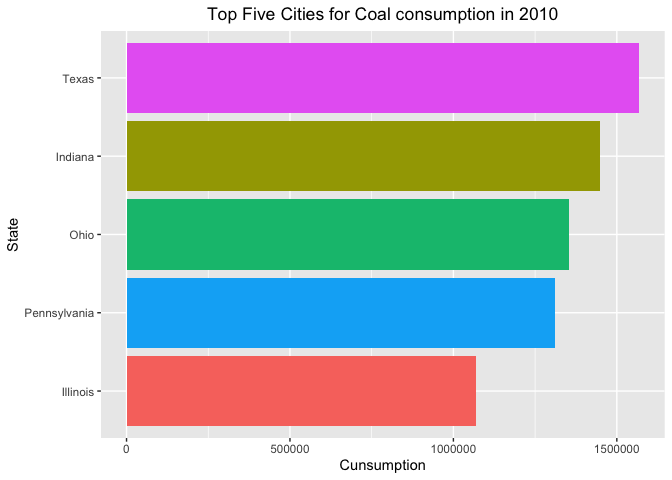 Top Five Cities for Coal consumption in 2010
Texas
Indiana
Ohio
Pennsylvania
Illinois
State
0 500000 1000000 1500000
Cunsumption